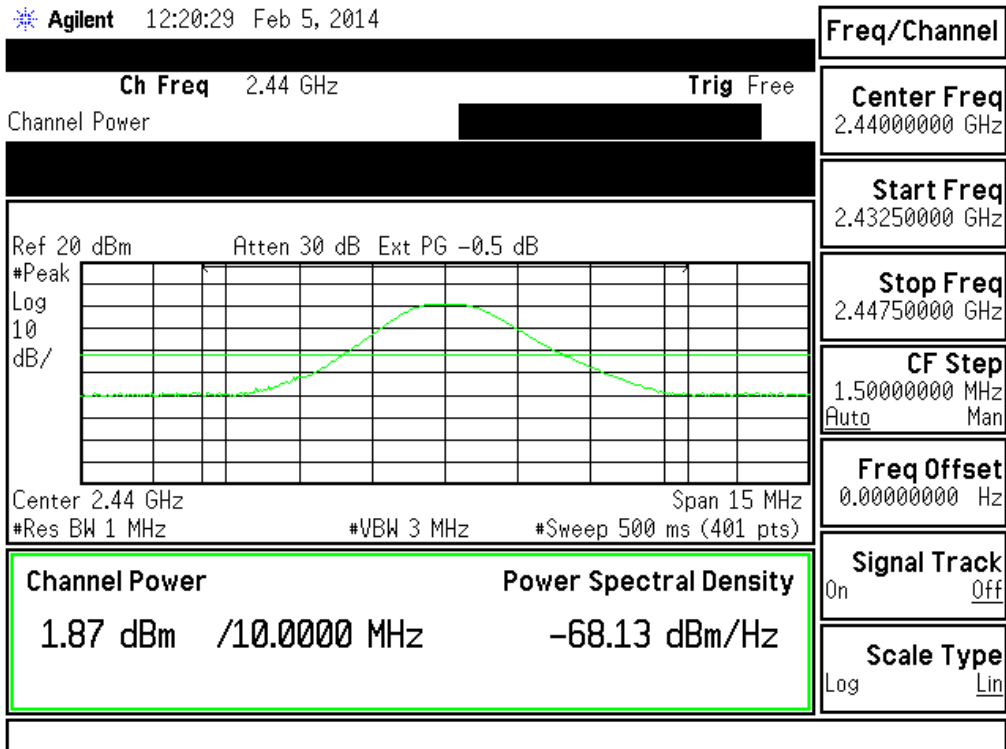 Agilent 12:20:29 Feb 5, 2014
Ch Freq 2.44 GHz Trig Free
Channel Power
Ref 20 dBm Atten 30 dB Ext PG -0.5 dB
#Peak
Log
10
dB/
Center 2.44 GHz Span 15 MHz
#Res BW 1 MHz #VBW 3 MHz #Sweep 500 ms (401 pts)
Channel Power Power Spectral Density
1.87 dBm /10.0000 MHz -68.13 dBm/Hz
Freq/Channel
Center Freq
2.44000000 GHz
Start Freq
2.43250000 GHz
Stop Freq
2.44750000 GHz
CF Step
1.50000000 MHz
Auto Man
Freq Offset
0.00000000 Hz
Signal Track
On Off
Scale Type
Log Lin